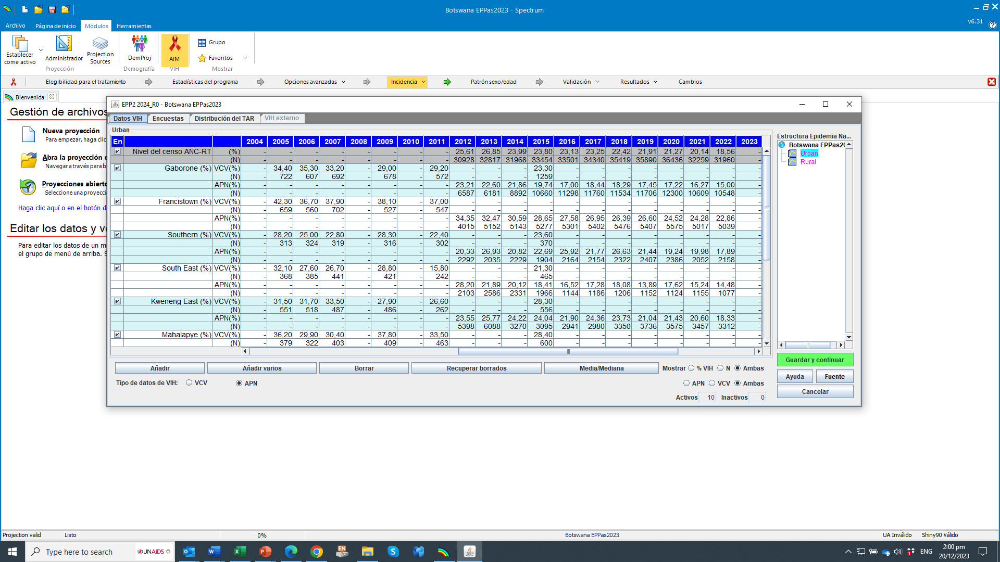 Botswana EPPas2023 - Spectrum
Archivo Página de inicio Módulos Herramientas v6.31
Establecer come activo
Administrador
Projection Sources
Proyección
DemProj
Demografía
AIM
VIH
Grupo
Favoritos
Mostrar
Elegibilidad para el tratamiento Estadísticas del programa Opciones avanzadas Incidencia Patrón sexo/edad Validación Resultados Cambios
Bienvenida
Gestión de archivos
Nueva proyección
Para empezar, haga clic
Abra la proyección e
Navegar a través para b
Proyecciones abierto
Seleccione una proyecci
Haga clic aquí o en el botón d
Editar los datos y v
Para editar los datos de un m
el grupo de menú de arriba. S
EPP2 2024_R0 - Botswana EPPas2023
Datos VIH Encuestas Distribución del TAR VIH externo
Urban
En 2004 2005 2006 2007 2008 2009 2010 2011 2012 2013 2014 2015 2016 2017 2018 2019 2020 2021 2022 2023
Nivel del censo ANC-RT (%) - - - - - - - - 25,61 26,85 23,99 23,80 23,13 23,25 22,42 21,91 21,27 20,14 18,56 -
(N) - - - - - - - - 30928 32817 31968 33454 33501 34340 35419 35890 36436 32259 31960 -
Gaborone (%) VCV(%) - 34,40 35,30 33,20 - 29,00 - 29,20 - - - 23,30 - - - - - - - -
(N) - 722 607 692 - 678 - 572 - - - 1259 - - - - - - - -
APN(%) - - - - - - - - 23,21 22,60 21,86 19,74 17,00 18,44 18,29 17,45 17,22 16,27 15,00 -
(N) - - - - - - - - 6587 6181 8892 10660 11298 11760 11534 11706 12300 10609 10548 -
Francistown (%) VCV(%) - 42,30 36,70 37,90 - 38,10 - 37,00 - - - - - - - - - - - -
(N) - 659 560 702 - 527 - 547 - - - - - - - - - - - -
APN(%) - - - - - - - - 34,35 32,47 30,59 28,65 27,58 26,95 26,39 26,60 24,52 24,28 22,86 -
(N) - - - - - - - - 4015 5152 5143 5277 5301 5402 5476 5407 5575 5017 5039 -
Southern (%) VCV(%) - 28,20 25,00 22,80 - 28,30 - 22,40 - - - 23,60 - - - - - - - -
(N) - 313 324 319 - 316 - 302 - - - 370 - - - - - - - -
APN(%) - - - - - - - - 20,33 26,93 20,82 22,69 25,92 21,77 26,63 21,44 19,24 19,98 17,89 -
(N) - - - - - - - - 2292 2035 2229 1904 2164 2154 2322 2407 2386 2052 2158 -
South East (%) VCV(%) - 32,10 27,60 26,70 - 28,80 - 15,80 - - - 21,30 - - - - - - - -
(N) - 368 385 441 - 421 - 242 - - - 465 - - - - - - - -
APN(%) - - - - - - - - 28,20 21,89 20,12 18,41 16,52 17,28 18,08 13,89 17,62 15,24 14,48 -
(N) - - - - - - - - 2103 2586 2331 1966 1144 1186 1206 1152 1124 1155 1077 -
Kweneng East (%) VCV(%) - 31,50 31,70 33,50 - 27,90 - 26,60 - - - 28,30 - - - - - - - -
(N) - 551 518 487 - 486 - 262 - - - 556 - - - - - - - -
APN(%) - - - - - - - - 23,55 25,77 24,22 24,04 21,90 24,36 23,73 21,04 21,43 20,60 18,33 -
(N) - - - - - - - - 5398 6088 3270 3095 2941 2980 3350 3736 3575 3457 3312 -
Mahalapye (%) VCV(%) - 36,20 29,90 30,40 - 37,80 - 33,50 - - - 28,40 - - - - - - - -
(N) - 379 322 403 - 409 - 463 - - - 600 - - - - - - - -
Estructura Epidemia Na...
Botswana EPPas20
Urban
Rural
Guardar y continuar
Ayuda Fuente
Cancelar
Añadir Añadir varios Borrar Recuperar borrados Media/Mediana Mostrar % VIH N Ambas
Tipo de datos de VIH: VCV APN APN VCV Ambas
Activos 10 Inactivos 0
Projection valid Listo 0% Botswana EPPas2023 UA Inválido Shiny90 Válido
Type here to search UNAIDS EN ENG 2:00 pm
20/12/2023